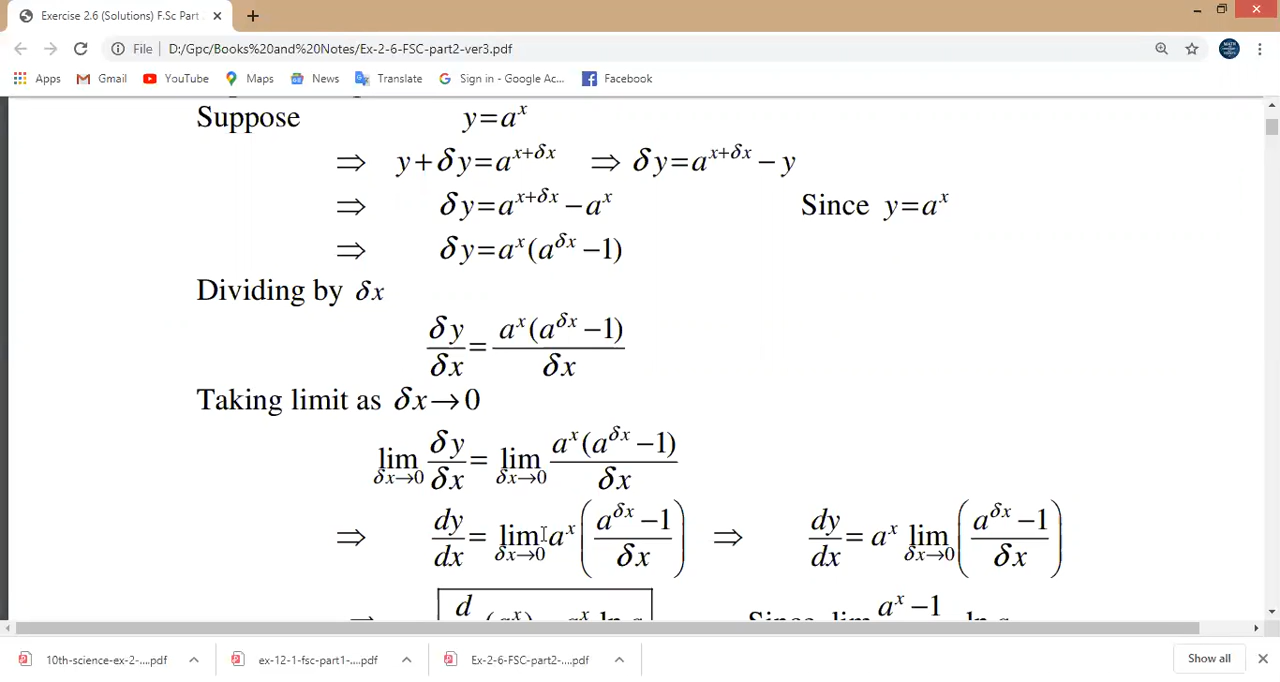 Exercise 2.6 (Solutions) F.Sc Part
File | D:/Gpc/Books%20and%20Notes/Ex-2-6-FSC-part2-ver3.pdf
Apps Gmail YouTube Maps News Translate Sign in - Google Ac... Facebook
Suppose y=a^x
⇒ y+δy=a^{x+δx} ⇒ δy=a^{x+δx}−y
⇒ δy=a^{x+δx}−a^x Since y=a^x
⇒ δy=a^x(a^{δx}−1)
Dividing by δx
δy/δx = a^x(a^{δx}−1)/δx
Taking limit as δx→0
lim_{δx→0} δy/δx = lim_{δx→0} a^x(a^{δx}−1)/δx
⇒ dy/dx = lim_{δx→0} a^x((a^{δx}−1)/δx) ⇒ dy/dx = a^x lim_{δx→0} ((a^{δx}−1)/δx)
10th-science-ex-2-....pdf ex-12-1-fsc-part1-....pdf Ex-2-6-FSC-part2-....pdf Show all